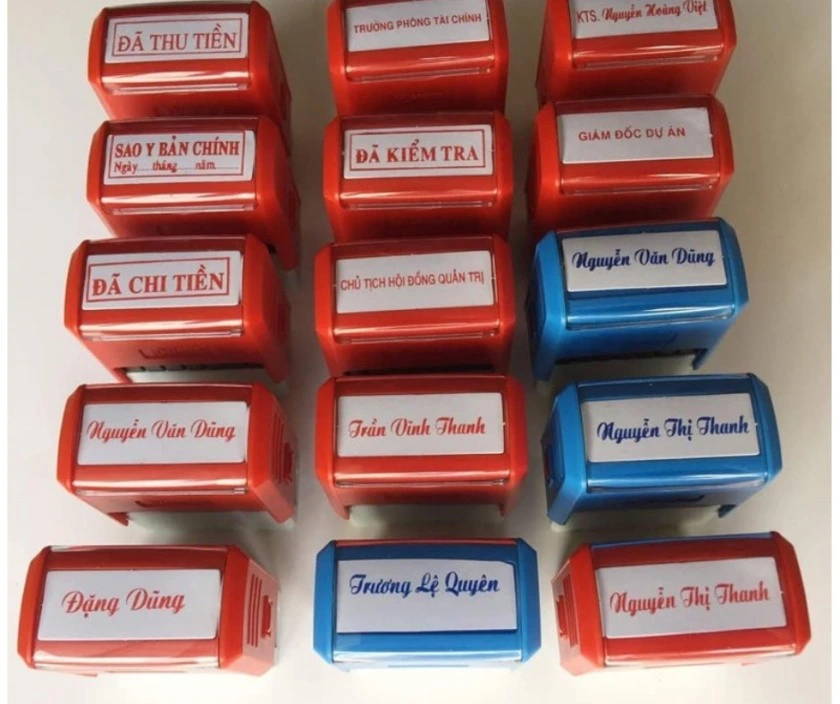 ĐÃ THU TIỀN
TRƯỞNG PHÒNG TÀI CHÍNH
KTS. Nguyễn Hoàng Việt
SAO Y BẢN CHÍNH
Ngày.....tháng.....năm.....
ĐÃ KIỂM TRA
GIÁM ĐỐC DỰ ÁN
ĐÃ CHI TIỀN
CHỦ TỊCH HỘI ĐỒNG QUẢN TRỊ
Nguyễn Văn Dũng
Nguyễn Văn Dũng
Trần Vĩnh Thanh
Nguyễn Thị Thanh
Đặng Dũng
Trương Lệ Quyên
Nguyễn Thị Thanh